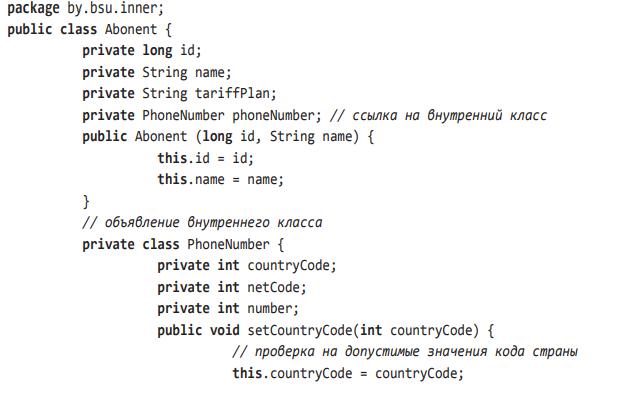 package by.bsu.inner;
public class Abonent {
private long id;
private String name;
private String tariffPlan;
private PhoneNumber phoneNumber; // ссылка на внутренний класс
public Abonent (long id, String name) {
this.id = id;
this.name = name;
}
// объявление внутреннего класса
private class PhoneNumber {
private int countryCode;
private int netCode;
private int number;
public void setCountryCode(int countryCode) {
// проверка на допустимые значения кода страны
this.countryCode = countryCode;